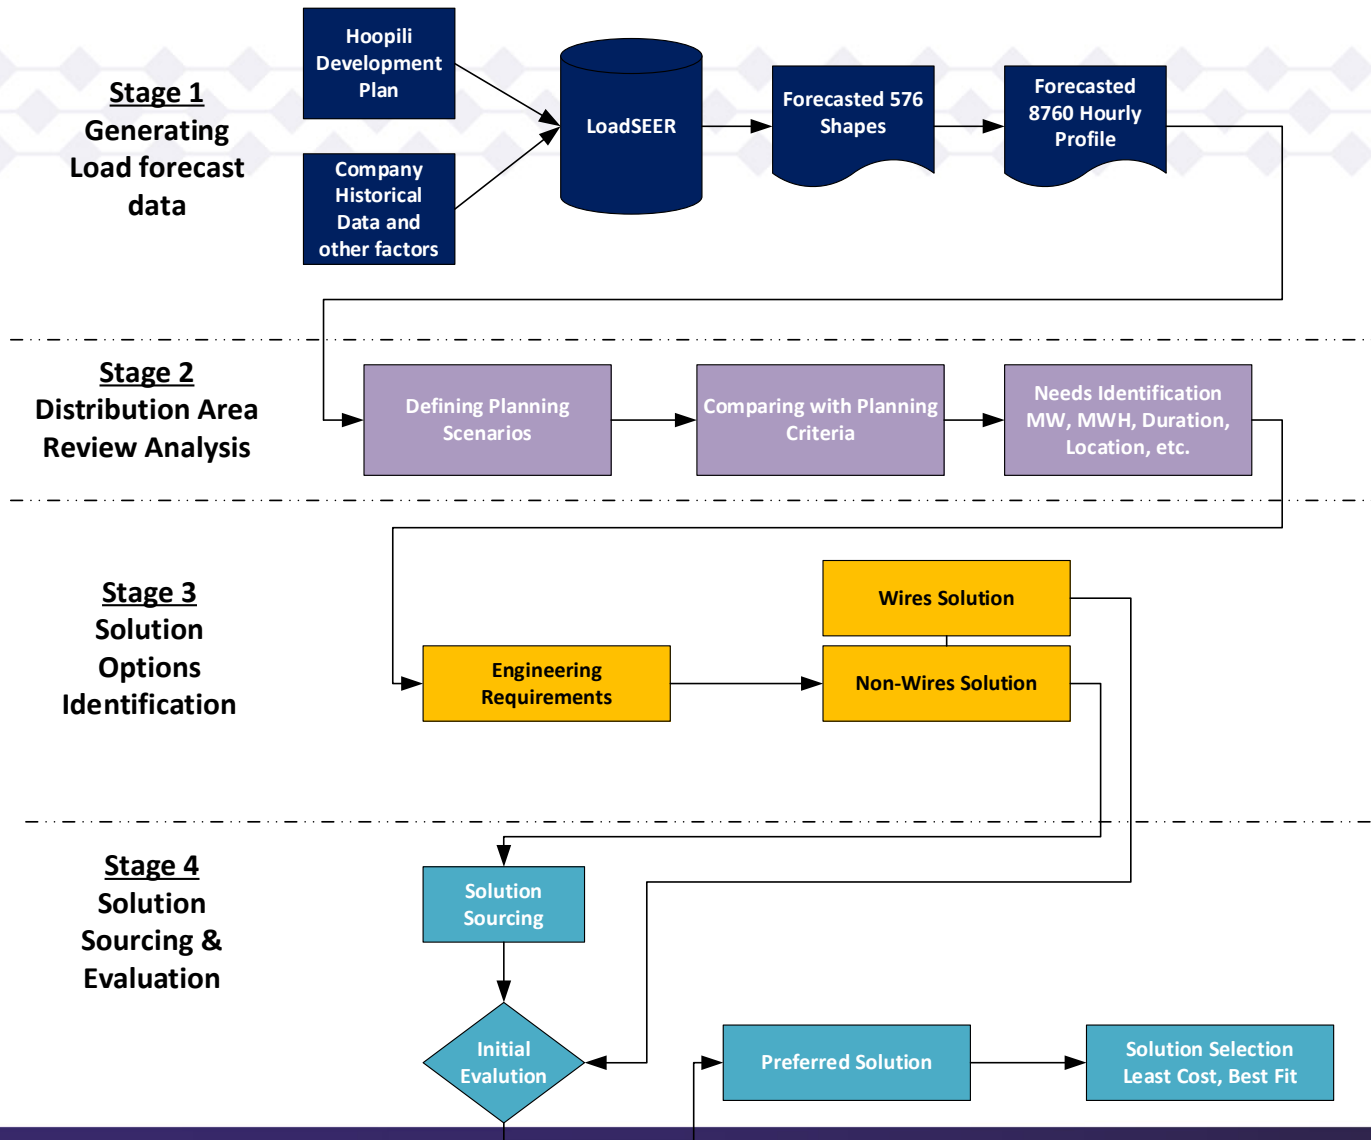 Stage 1
Generating
Load forecast
data
Hoopili
Development
Plan
Company
Historical
Data and
other factors
LoadSEER
Forecasted 576
Shapes
Forecasted
8760 Hourly
Profile
Stage 2
Distribution Area
Review Analysis
Defining Planning
Scenarios
Comparing with Planning
Criteria
Needs Identification
MW, MWH, Duration,
Location, etc.
Stage 3
Solution
Options
Identification
Engineering
Requirements
Wires Solution
Non-Wires Solution
Stage 4
Solution
Sourcing &
Evaluation
Solution
Sourcing
Initial
Evalution
Preferred Solution
Solution Selection
Least Cost, Best Fit